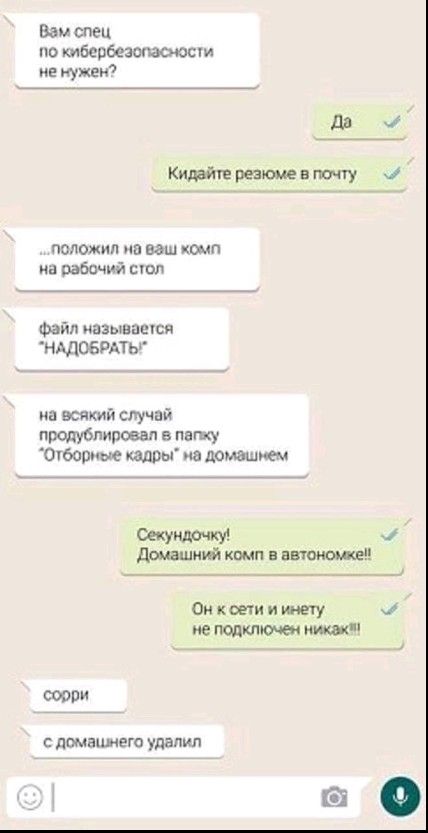 Вам спец
по кибербезопасности
не нужен?
Да
Кидайте резюме в почту
...положил на ваш комп
на рабочий стол
файл называется
"НАДОБРАТЬ!"
на всякий случай
продублировал в папку
"Отборные кадры" на домашнем
Секундочку!
Домашний комп в автономке!!
Он к сети и инету
не подключен никак!!!
сорри
с домашнего удалил